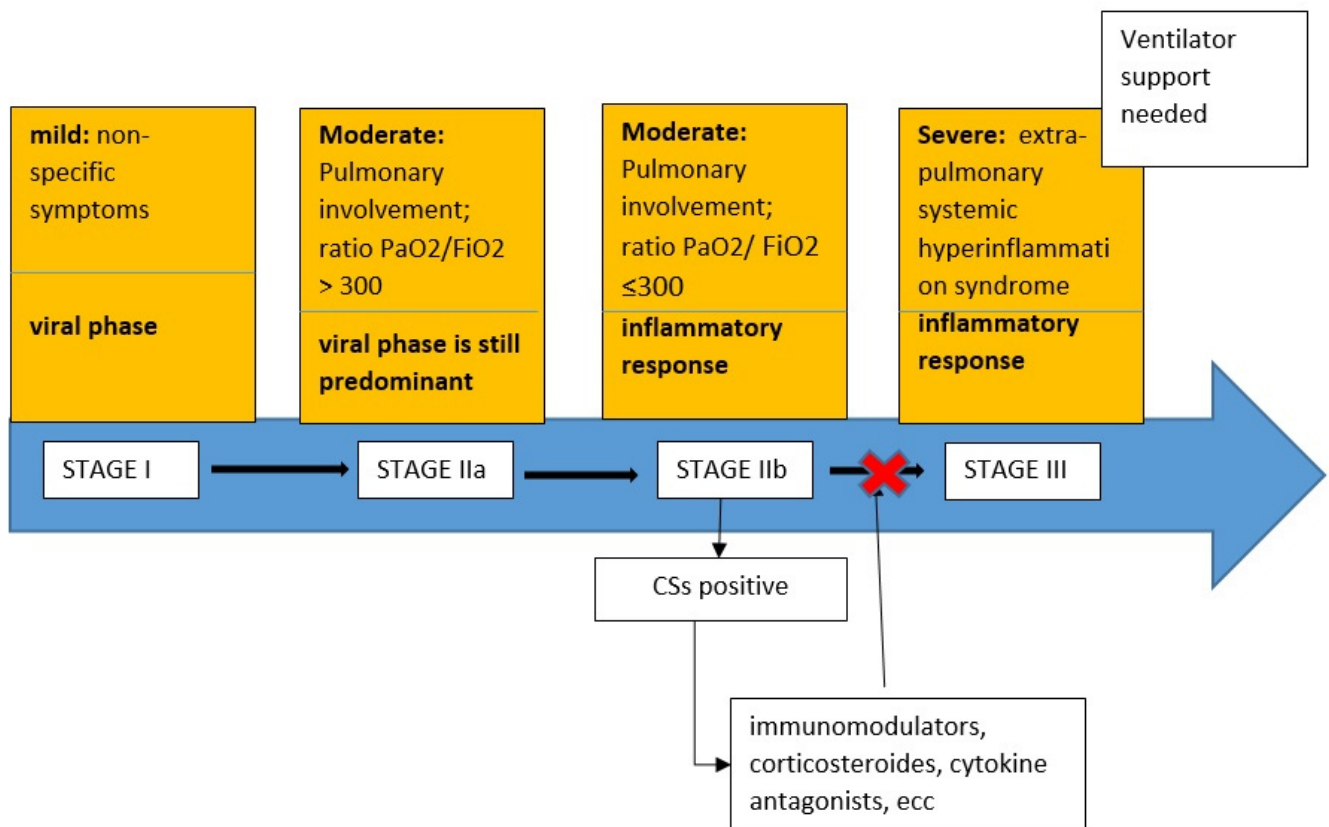 Ventilator
support
needed
mild: non-
specific
symptoms
viral phase
Moderate:
Pulmonary
involvement;
ratio PaO2/FiO2
> 300
viral phase is still
predominant
Moderate:
Pulmonary
involvement;
ratio PaO2/ FiO2
≤300
inflammatory
response
Severe: extra-
pulmonary
systemic
hyperinflammati
on syndrome
inflammatory
response
STAGE I
STAGE IIa
STAGE IIb
STAGE III
CSs positive
immunomodulators,
corticosteroides, cytokine
antagonists, ecc